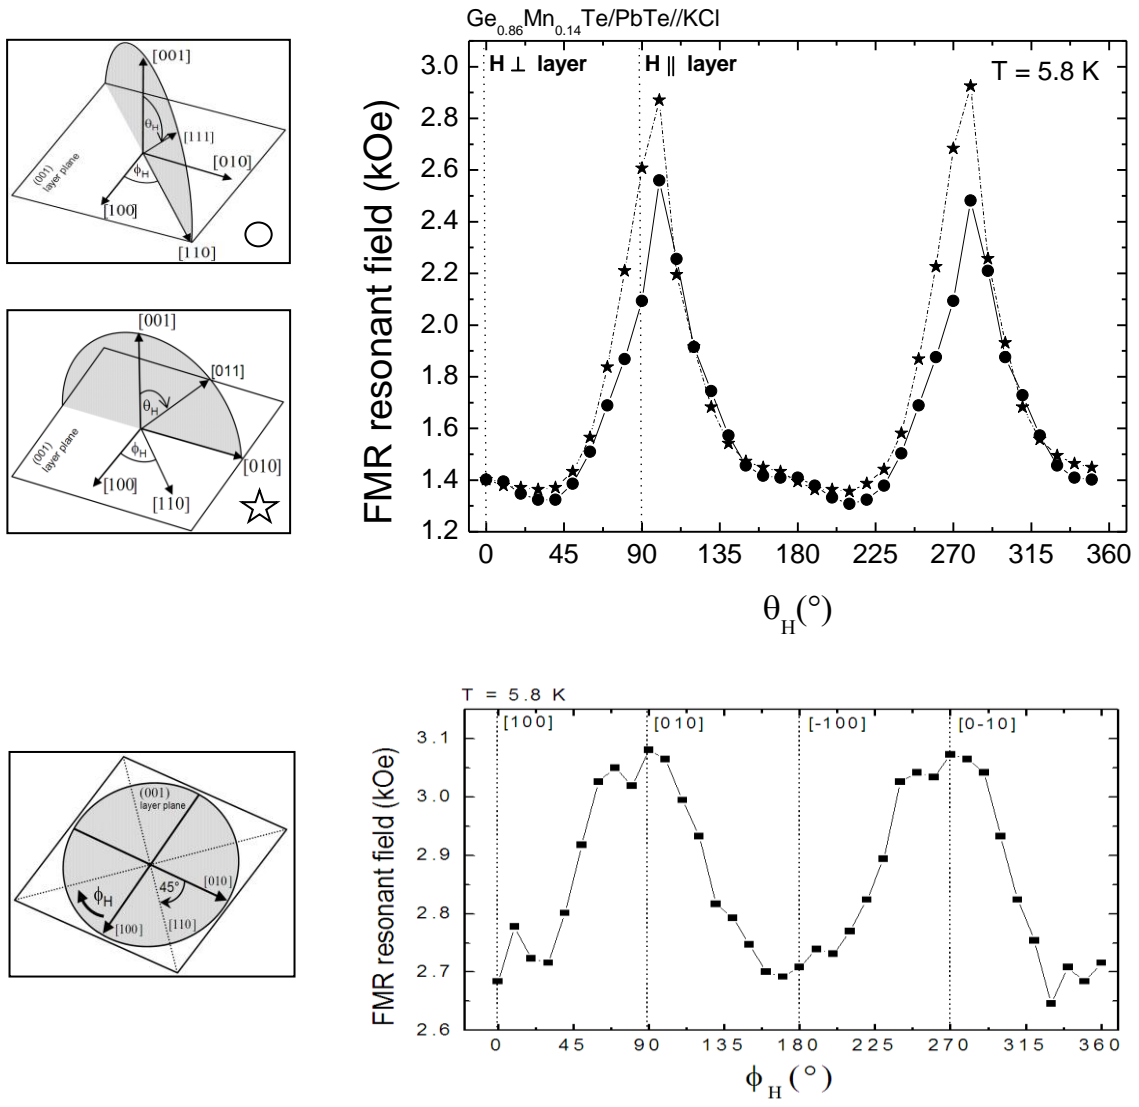 Ge0.86Mn0.14Te/PbTe//KCl
[001]
θH
[111]
[010]
ϕH
(001)
layer plane
[100]
[110]
[001]
[011]
θH
(001)
layer plane
ϕH
[010]
[100]
[110]
H ⊥ layer
H || layer
T = 5.8 K
FMR resonant field (kOe)
3.0
2.8
2.6
2.4
2.2
2.0
1.8
1.6
1.4
1.2
0 45 90 135 180 225 270 315 360
θH(°)
(001)
layer plane
45°
[010]
ϕH
[110]
[100]
T = 5.8 K
[100] [010] [-100] [0-10]
FMR resonant field (kOe)
3.1
3.0
2.9
2.8
2.7
2.6
0 45 90 135 180 225 270 315 360
ϕH(°)